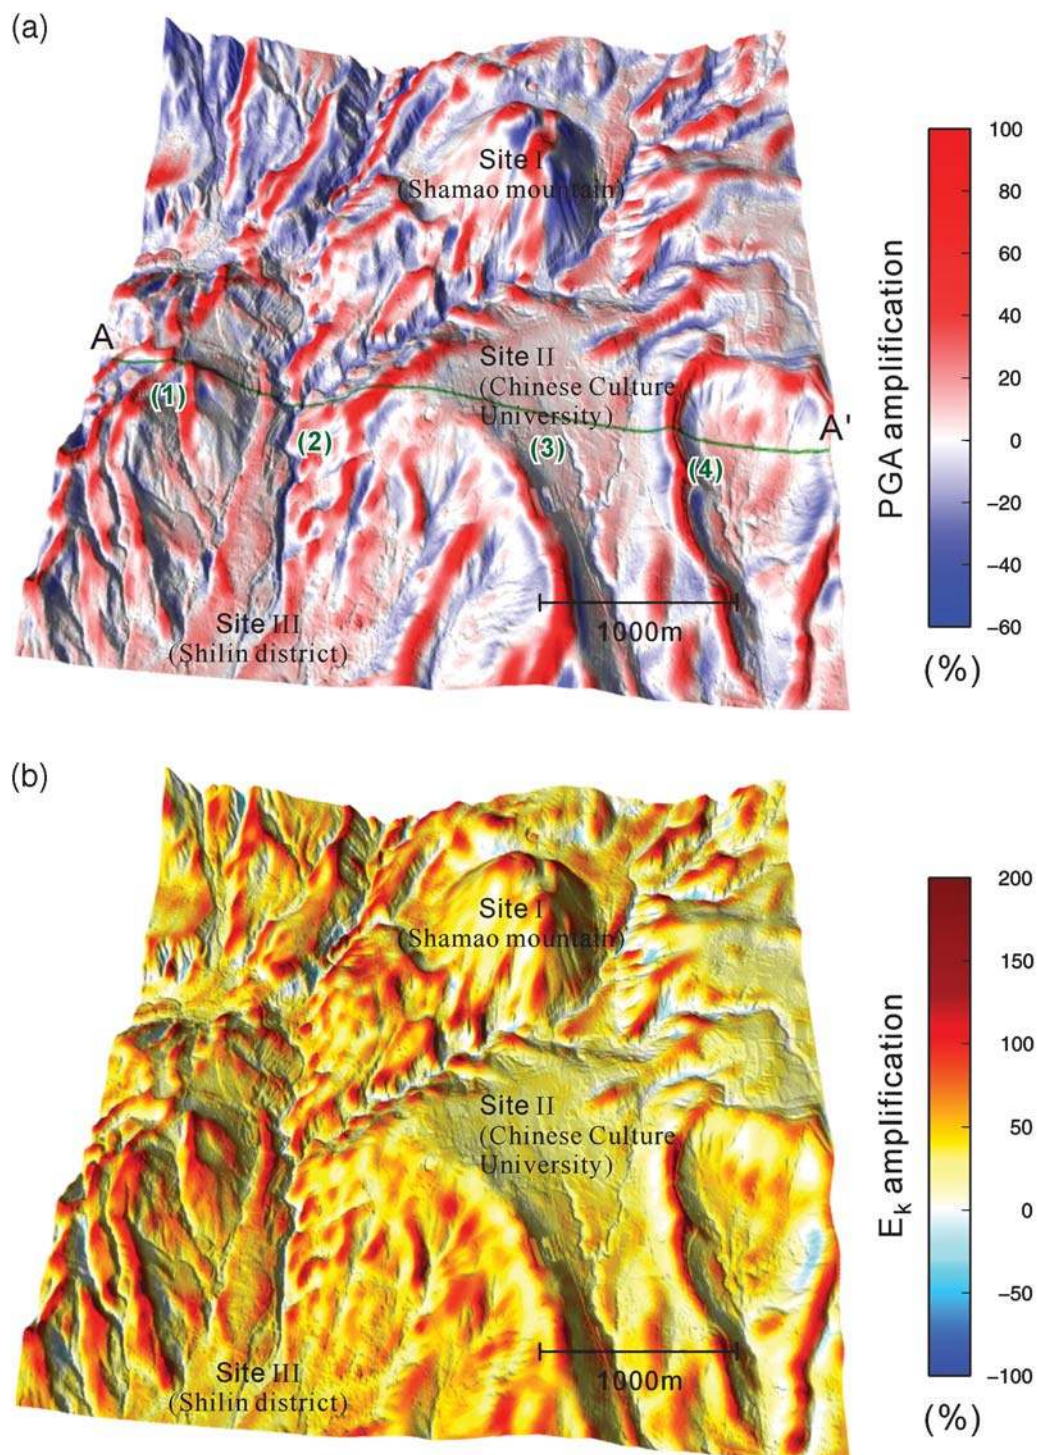 (a)
Site I
(Shamao mountain)
A
Site II
(Chinese Culture
University)
A'
(1)
(2)
(3)
(4)
1000m
Site III
(Shilin district)
PGA amplification
100
80
60
40
20
0
−20
−40
−60
(%)
(b)
Site I
(Shamao mountain)
Site II
(Chinese Culture
University)
1000m
Site III
(Shilin district)
Ek amplification
200
150
100
50
0
−50
−100
(%)